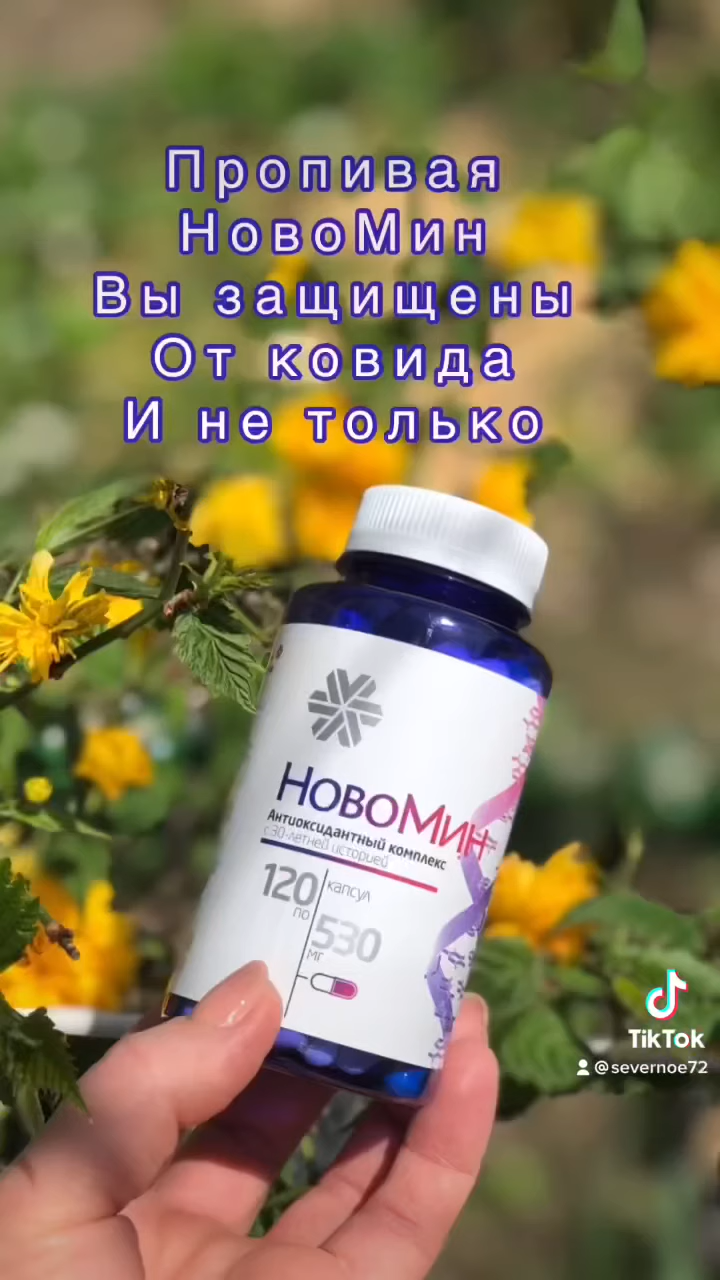 Пропивая
НовоМин
Вы защищены
От ковида
И не только
НовоМин
Антиоксидантный комплекс
с 30-летней историей
120 капсул
по 530
мг
TikTok
@severnoe72